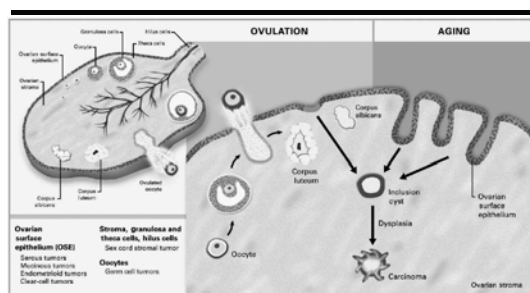 OVULATION
AGING
Granulosa cells
Oocyte
Hilus cells
Theca cells
Ovarian surface
epithelium
Ovarian
stroma
Corpus
albicans
Corpus
luteum
Ovulated
oocyte
Corpus
albicans
Corpus
luteum
Oocyte
Inclusion
cyst
Dysplasia
Carcinoma
Ovarian
surface
epithelium
Ovarian stroma
Ovarian
surface
epithelium (OSE)
Serous tumors
Mucinous tumors
Endometrioid tumors
Clear-cell tumors
Stroma, granulosa and
theca cells, hilus cells
Sex cord stromal tumor
Oocytes
Germ cell tumors